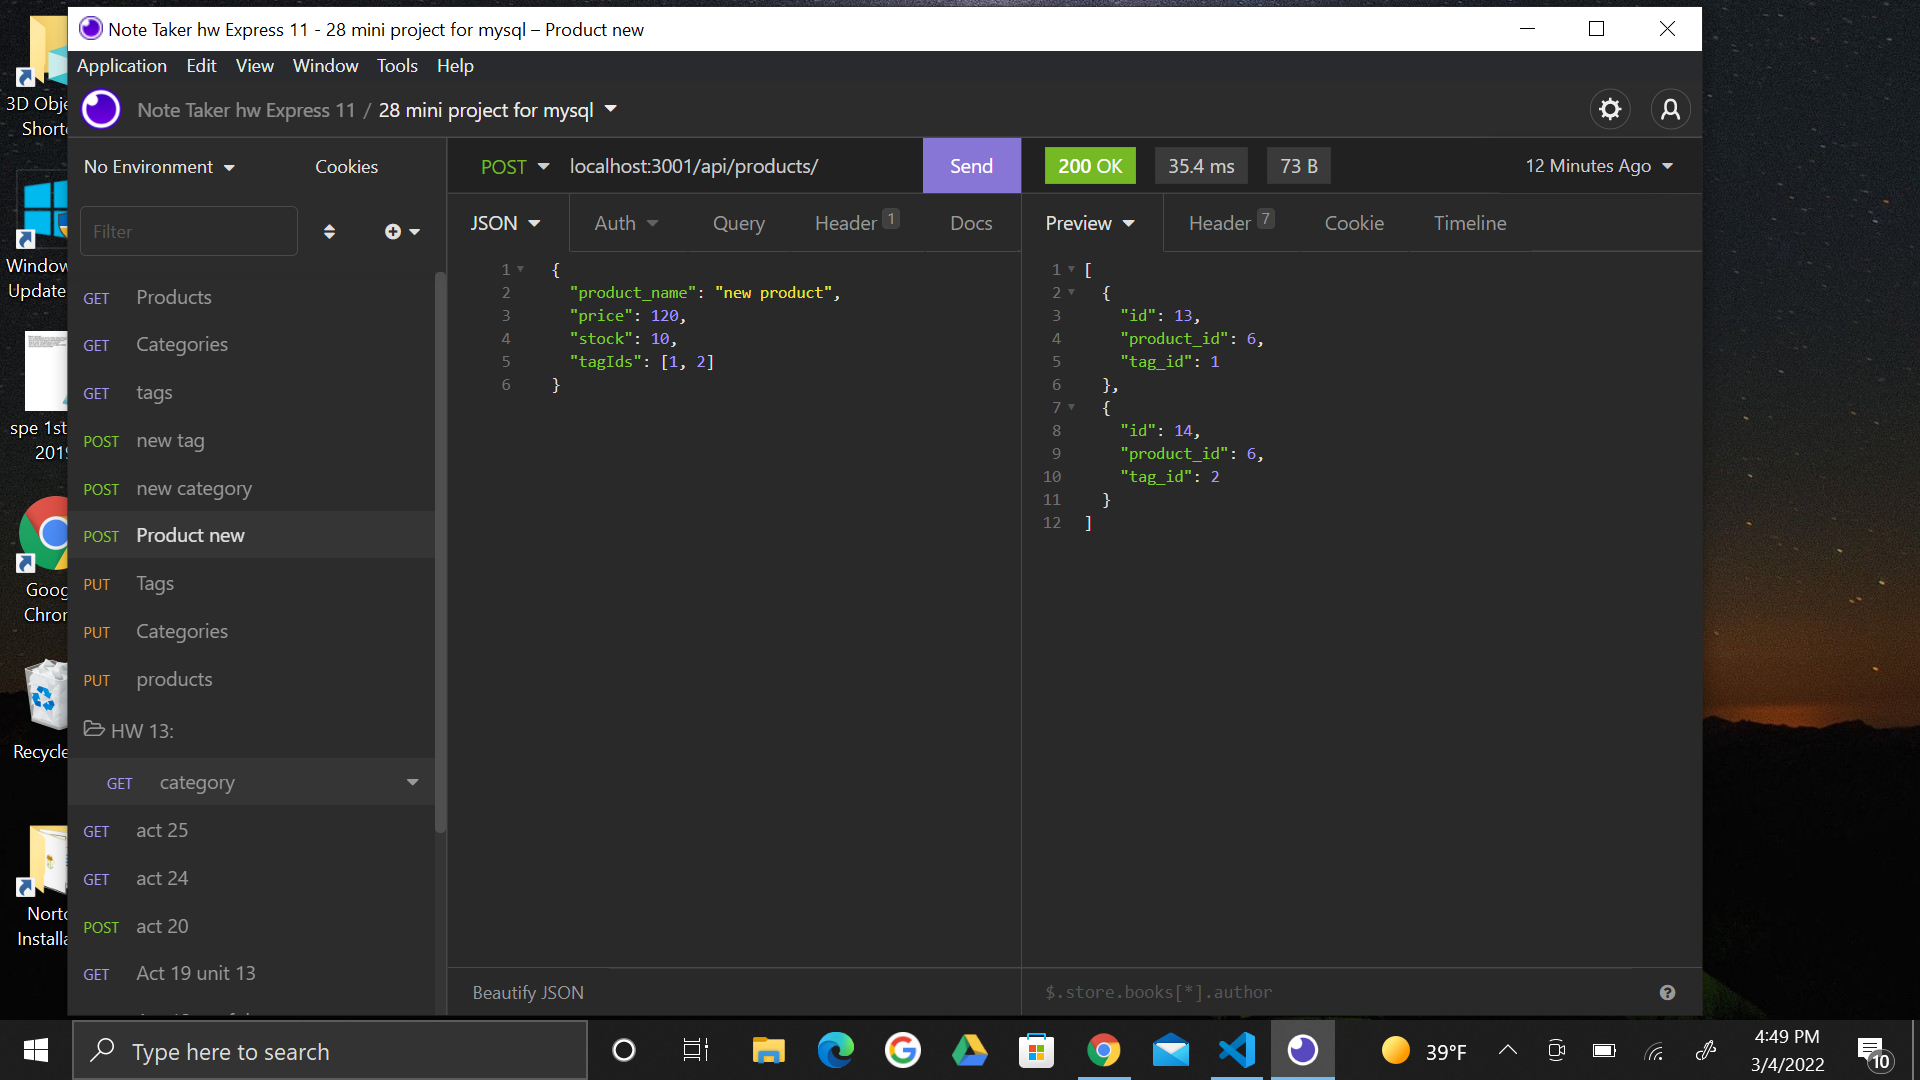 Note Taker hw Express 11 - 28 mini project for mysql – Product new
Application Edit View Window Tools Help
Note Taker hw Express 11 / 28 mini project for mysql
No Environment
Cookies
Filter
GET Products
GET Categories
GET tags
POST new tag
POST new category
POST Product new
PUT Tags
PUT Categories
PUT products
HW 13:
GET category
GET act 25
GET act 24
POST act 20
GET Act 19 unit 13
POST localhost:3001/api/products/ Send
JSON Auth Query Header 1 Docs
1 {
2 "product_name": "new product",
3 "price": 120,
4 "stock": 10,
5 "tagIds": [1, 2]
6 }
Beautify JSON
200 OK 35.4 ms 73 B 12 Minutes Ago
Preview Header 7 Cookie Timeline
1 [
2 {
3 "id": 13,
4 "product_id": 6,
5 "tag_id": 1
6 },
7 {
8 "id": 14,
9 "product_id": 6,
10 "tag_id": 2
11 }
12 ]
$.store.books[*].author
3D Obje
Shortc
Window
Update
spe 1st
2019
Goog
Chrom
Recycle
Norto
Installa
Type here to search
39°F
4:49 PM
3/4/2022
10